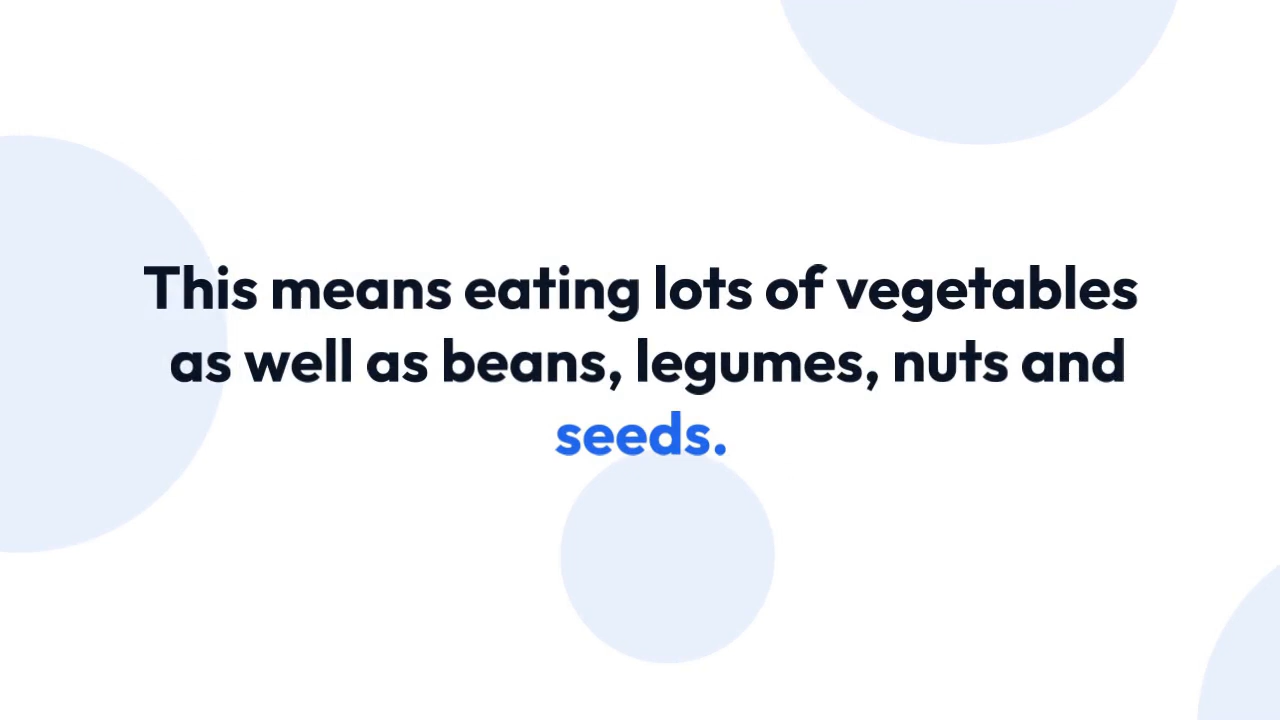 This means eating lots of vegetables
as well as beans, legumes, nuts and
seeds.